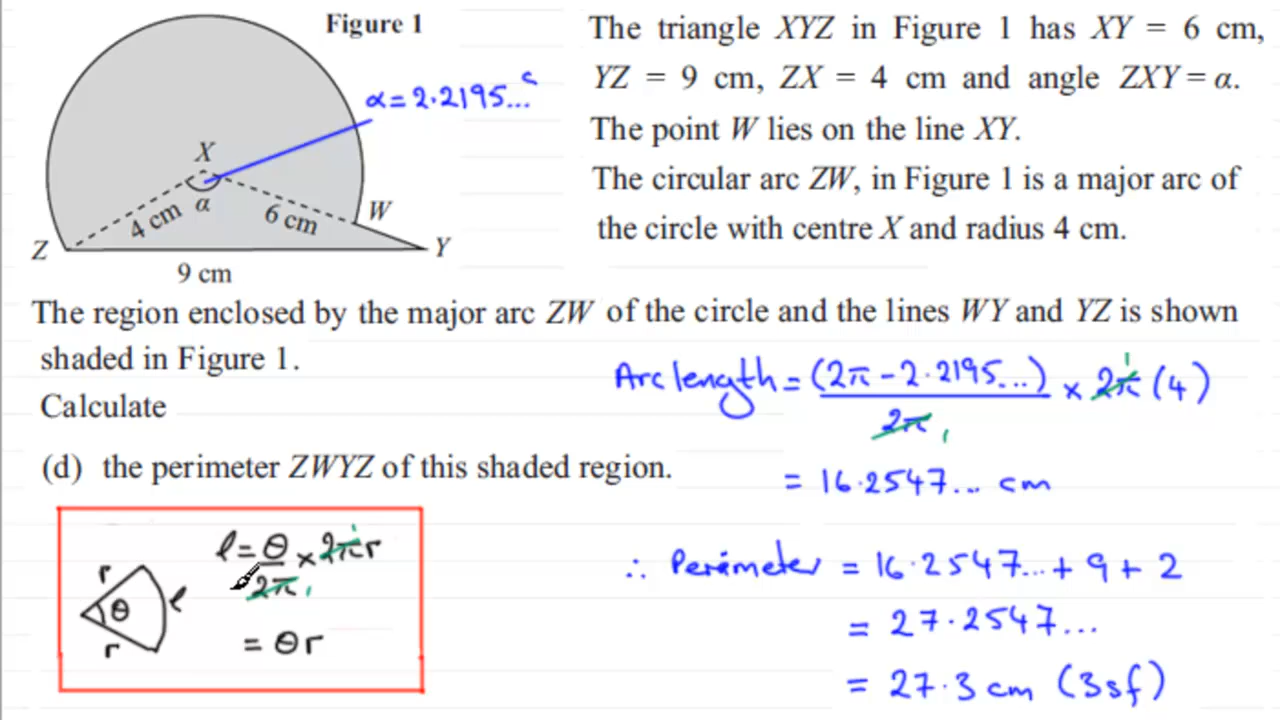 Figure 1
α = 2.2195...ᶜ
X
α
4 cm
6 cm
W
Z
Y
9 cm
The triangle XYZ in Figure 1 has XY = 6 cm,
YZ = 9 cm, ZX = 4 cm and angle ZXY = α.
The point W lies on the line XY.
The circular arc ZW, in Figure 1 is a major arc of
the circle with centre X and radius 4 cm.
The region enclosed by the major arc ZW of the circle and the lines WY and YZ is shown
shaded in Figure 1.
Calculate
(d) the perimeter ZWYZ of this shaded region.
Arc length = (2π − 2.2195...)/2π 1 × 2π 1 (4)
= 16.2547... cm
∴ Perimeter = 16.2547... + 9 + 2
= 27.2547...
= 27.3 cm (3sf)
r
θ
l
r
l = θ/2π 1 × 2π 1 r
= θr